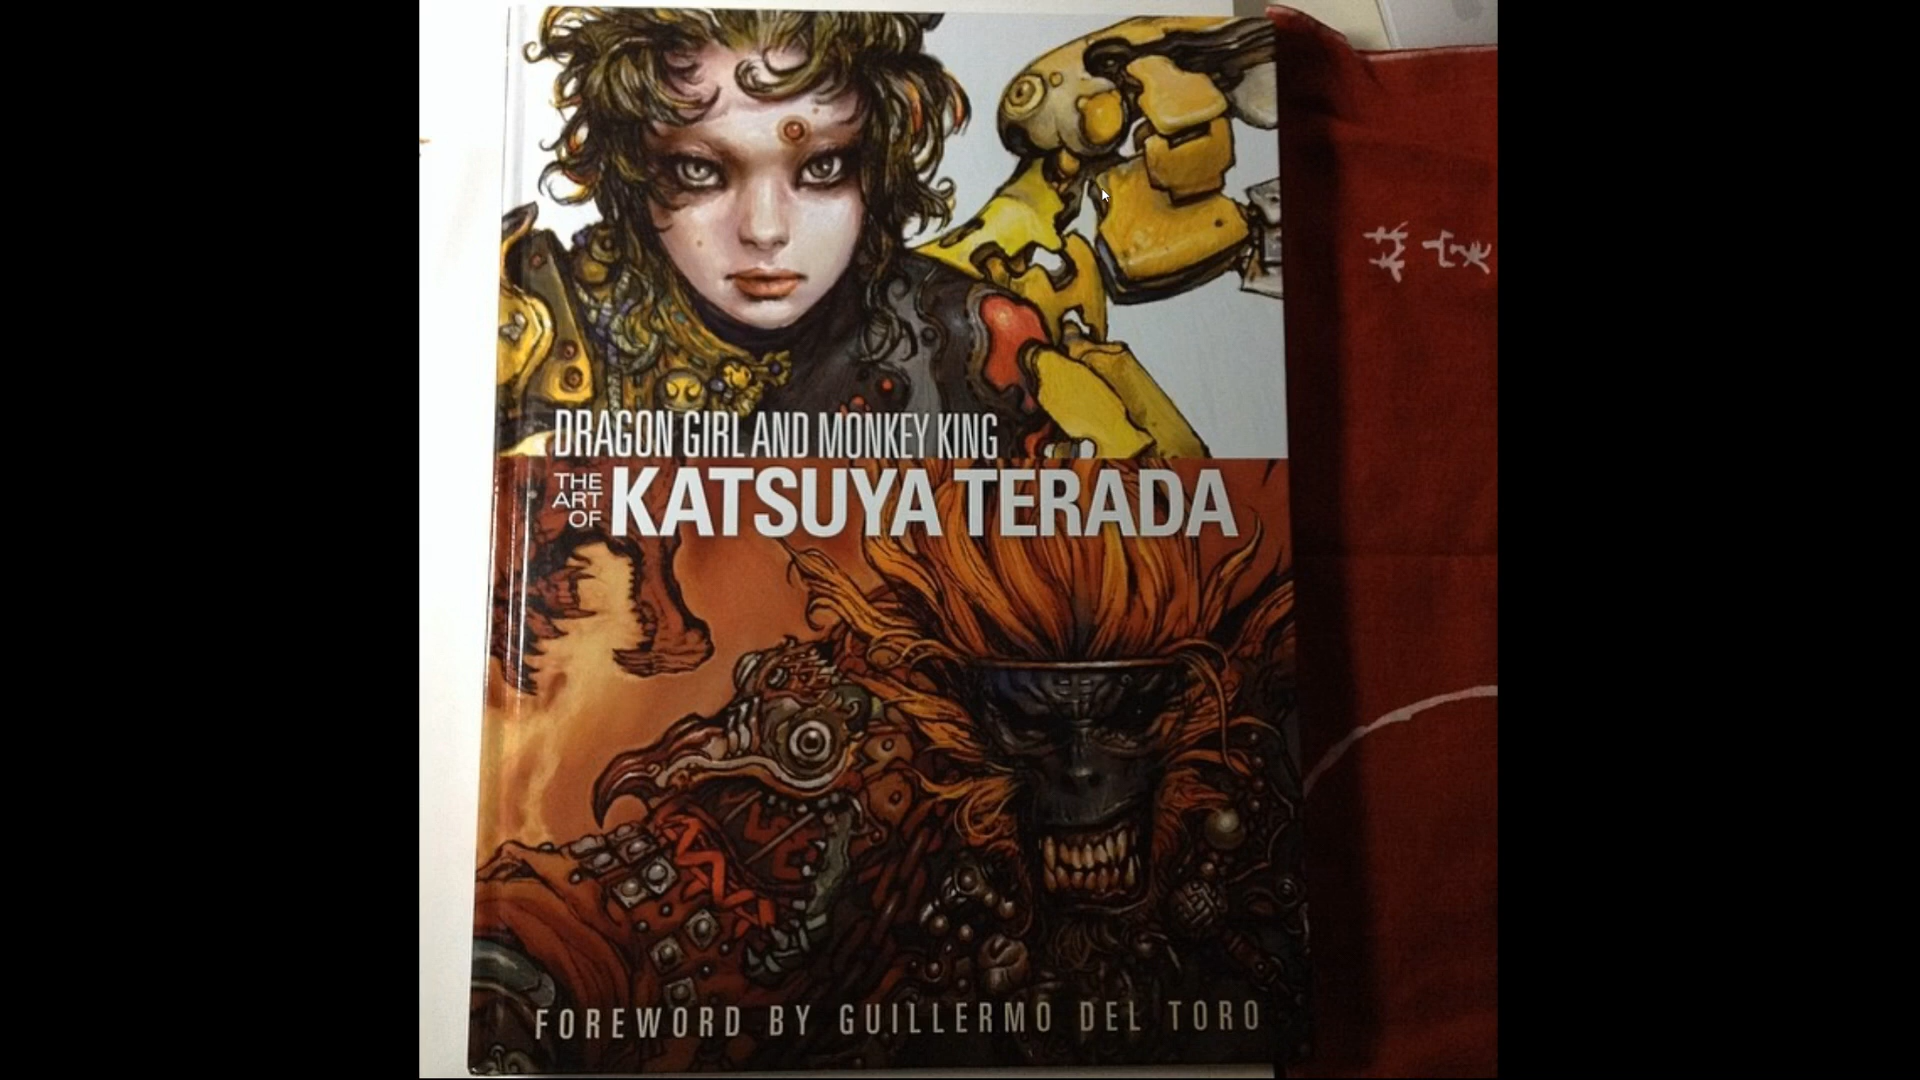 DRAGON GIRL AND MONKEY KING
THE
ART
OF
KATSUYA TERADA
FOREWORD BY GUILLERMO DEL TORO